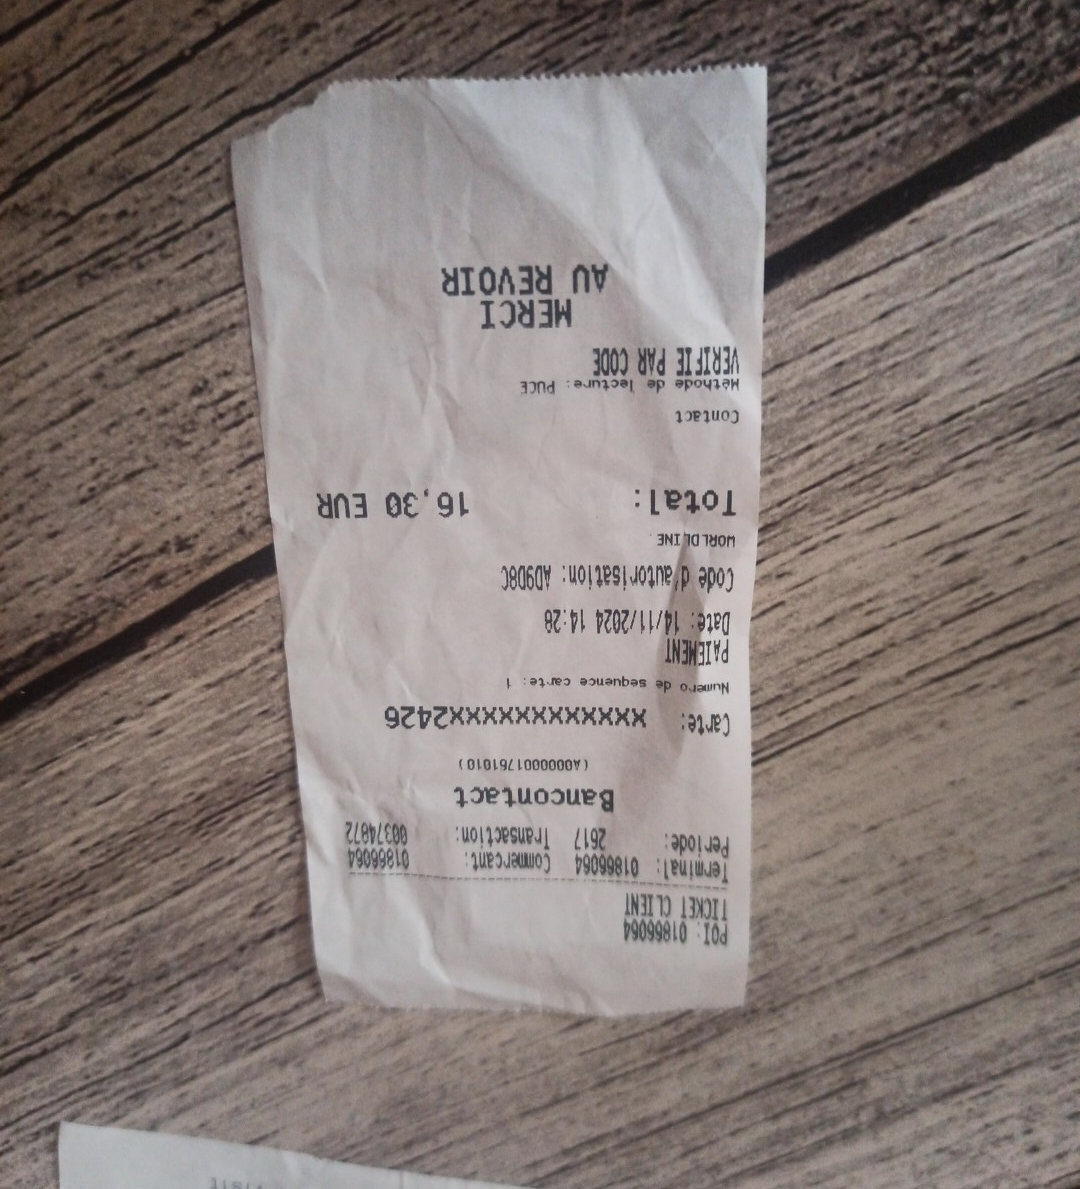 POI: 01866064
TICKET CLIENT
Terminal: 01866064 Commercant: 01866064
Periode: 2617 Transaction: 00374872
Bancontact
(A0000001761010)
Carte: xxxxxxxxxxxxx2426
Numero de sequence carte: 1
PAIEMENT
Date: 14/11/2024 14:28
Code d'autorisation: AD9D8C
WORLDLINE
Total: 16,30 EUR
Contact
Méthode de lecture: PUCE
VERIFIE PAR CODE
MERCI
AU REVOIR